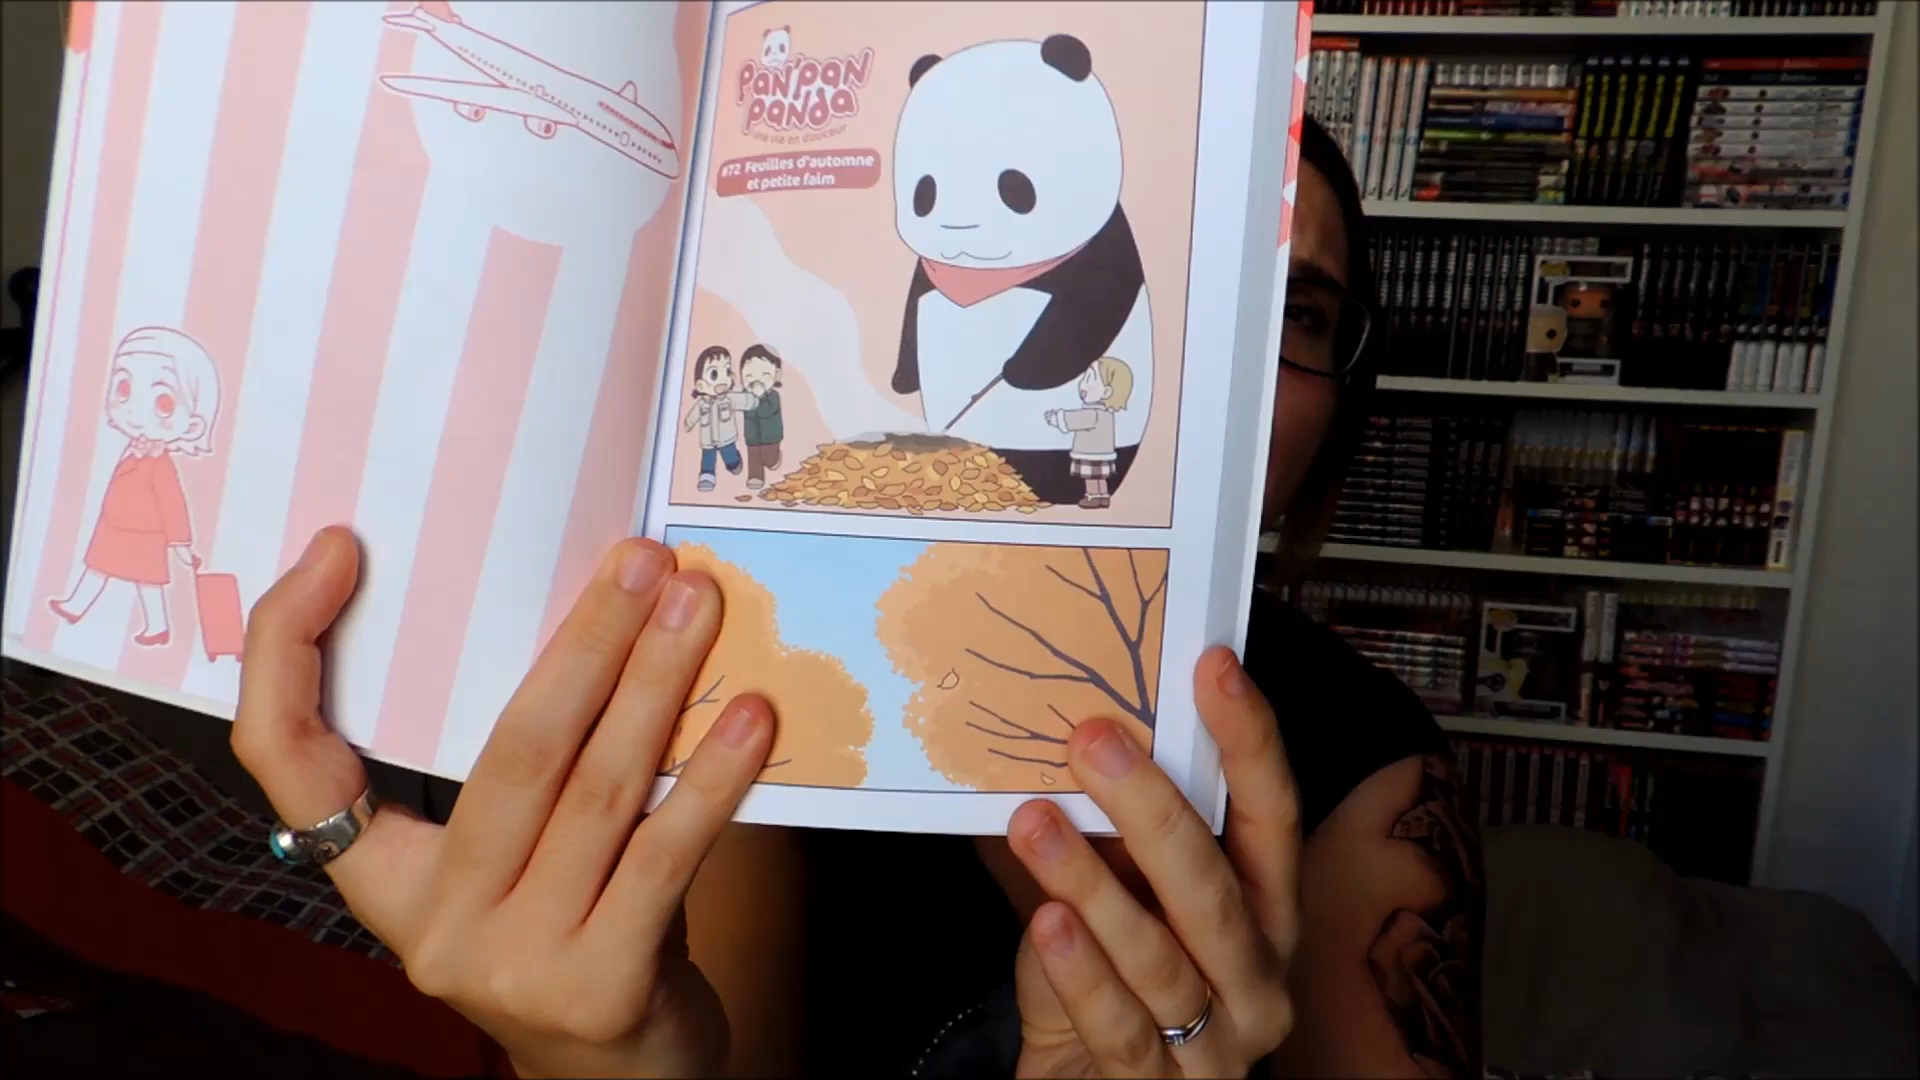 Pan'Pan
Panda
une vie en douceur
#72 Feuilles d'automne
et petite faim